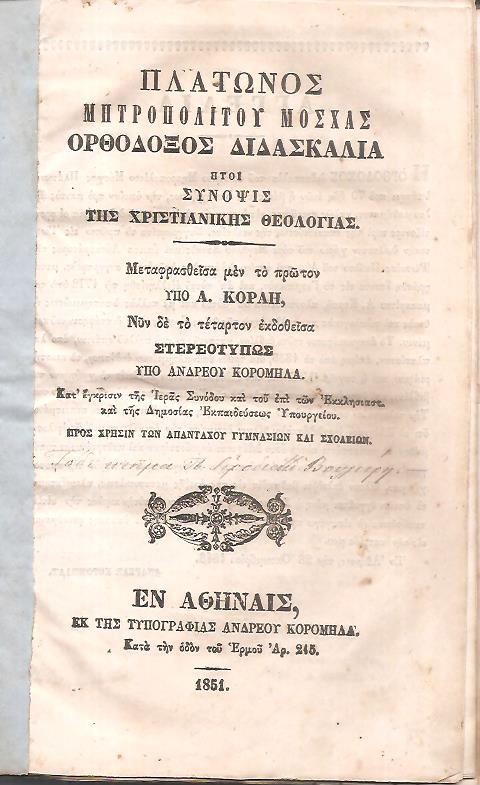 ΠΛΑΤΩΝΟΣ
ΜΗΤΡΟΠΟΛΙΤΟΥ ΜΟΣΧΑΣ
ΟΡΘΟΔΟΞΟΣ ΔΙΔΑΣΚΑΛΙΑ
ΗΤΟΙ
ΣΥΝΟΨΙΣ
ΤΗΣ ΧΡΙΣΤΙΑΝΙΚΗΣ ΘΕΟΛΟΓΙΑΣ.
Μεταφρασθεῖσα μὲν τὸ πρῶτον
ΥΠΟ Α. ΚΟΡΑΗ,
Νῦν δὲ τὸ τέταρτον ἐκδοθεῖσα
ΣΤΕΡΕΟΤΥΠΩΣ
ΥΠΟ ΑΝΔΡΕΟΥ ΚΟΡΟΜΗΛΑ.
Κατ' ἔγκρισιν τῆς Ἱερᾶς Συνόδου καὶ τοῦ ἐπὶ τῶν Ἐκκλησιαστ.
καὶ τῆς Δημοσίας Ἐκπαιδεύσεως Ὑπουργείου.
ΠΡΟΣ ΧΡΗΣΙΝ ΤΩΝ ΑΠΑΝΤΑΧΟΥ ΓΥΜΝΑΣΙΩΝ ΚΑΙ ΣΧΟΛΕΙΩΝ.
κτῆμα
ΕΝ ΑΘΗΝΑΙΣ,
ΕΚ ΤΗΣ ΤΥΠΟΓΡΑΦΙΑΣ ΑΝΔΡΕΟΥ ΚΟΡΟΜΗΛΑ.
Κατὰ τὴν ὁδὸν τοῦ Ἑρμοῦ Ἀρ. 215.
1851.